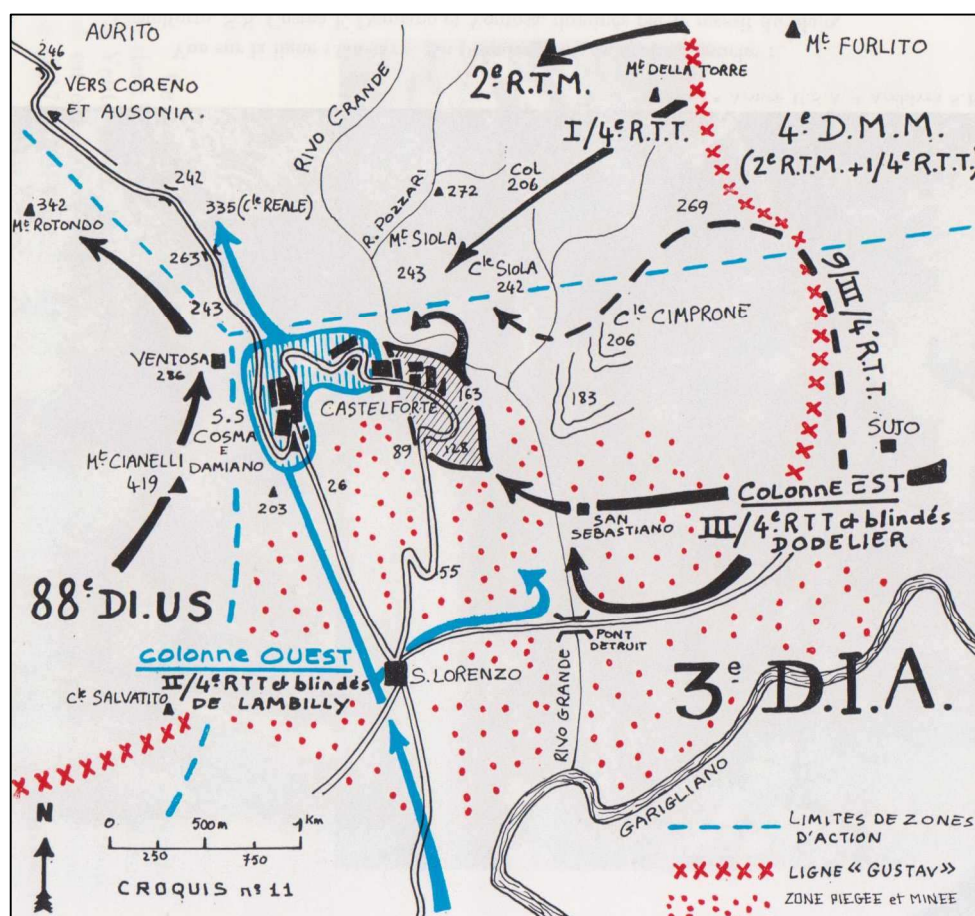 AURITO
246
VERS CORENO
ET AUSONIA.
242
342
Mt ROTONDO
335 (Cle REALE)
263
243
RIVO GRANDE
R. POZZARI
272
Mt SIOLA
243
COL
206
Cle SIOLA
242
2e R.T.M.
Mt DELLA TORRE
Mt FURLITO
I/4e R.T.T.
4e D.M.M.
(2e R.T.M. + I/4e R.T.T.)
269
9/III/4e R.T.T.
Cle CIMPRONE
206
183
SUJO
VENTOSA
286
S.S
COSMA
E
DAMIANO
CASTELFORTE
163
128
89
Mt CIANELLI
419
203
26
55
88e DI.US
SAN
SEBASTIANO
COLONNE EST
III/4e RTT et blindés
DODELIER
COLONNE OUEST
II/4e RTT et blindés
DE LAMBILLY
Cle SALVATITO
S. LORENZO
PONT
DETRUIT
RIVO GRANDE
3e D.I.A.
GARIGLIANO
N
0 500m 1 Km
250 750
CROQUIS nº 11
LIMITES DE ZONES
D'ACTION
LIGNE « GUSTAV »
ZONE PIEGEE et MINEE